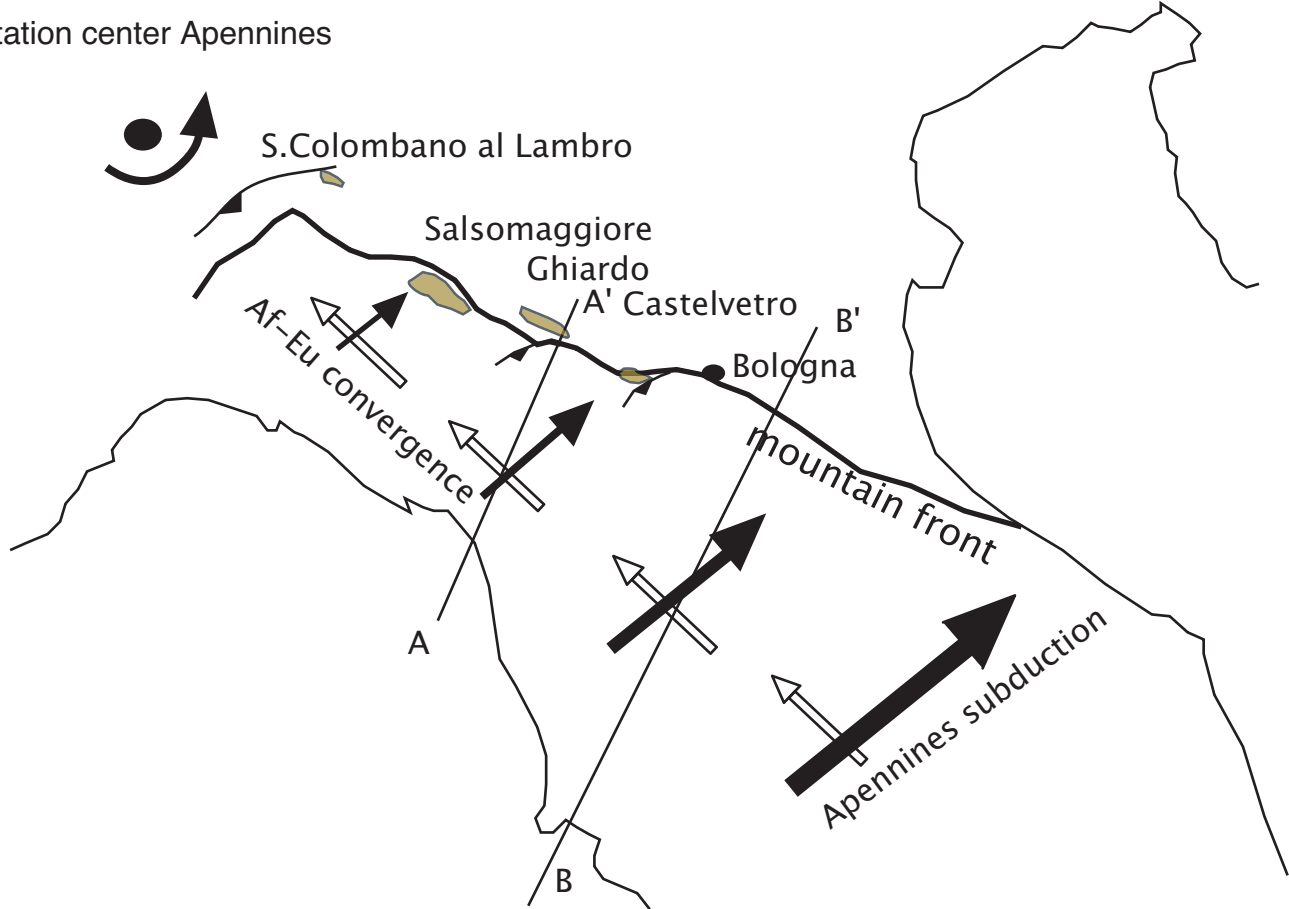 tation center Apennines
S.Colombano al Lambro
Salsomaggiore
Ghiardo
A' Castelvetro
B'
Bologna
Af-Eu convergence
mountain front
A
Apennines subduction
B